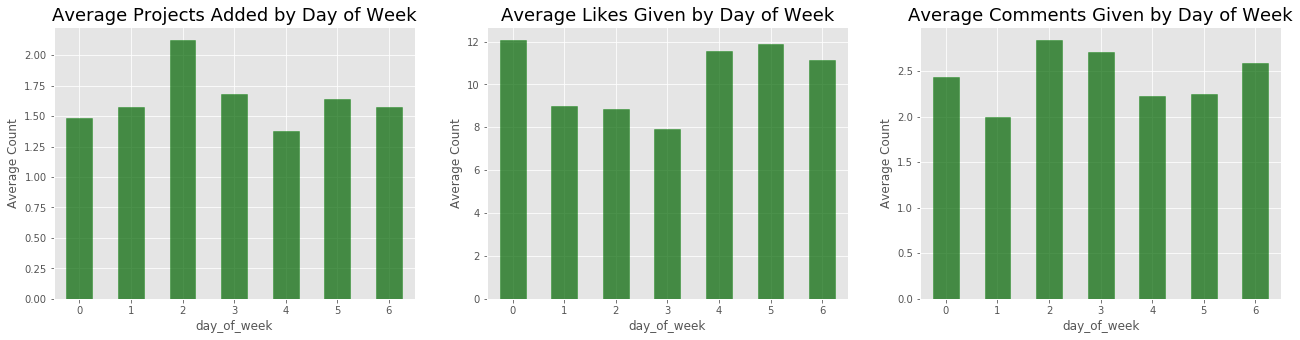 Average Projects Added by Day of Week
Average Count
2.00
1.75
1.50
1.25
1.00
0.75
0.50
0.25
0.00
0 1 2 3 4 5 6
day_of_week
Average Likes Given by Day of Week
Average Count
12
10
8
6
4
2
0
0 1 2 3 4 5 6
day_of_week
Average Comments Given by Day of Week
Average Count
2.5
2.0
1.5
1.0
0.5
0.0
0 1 2 3 4 5 6
day_of_week